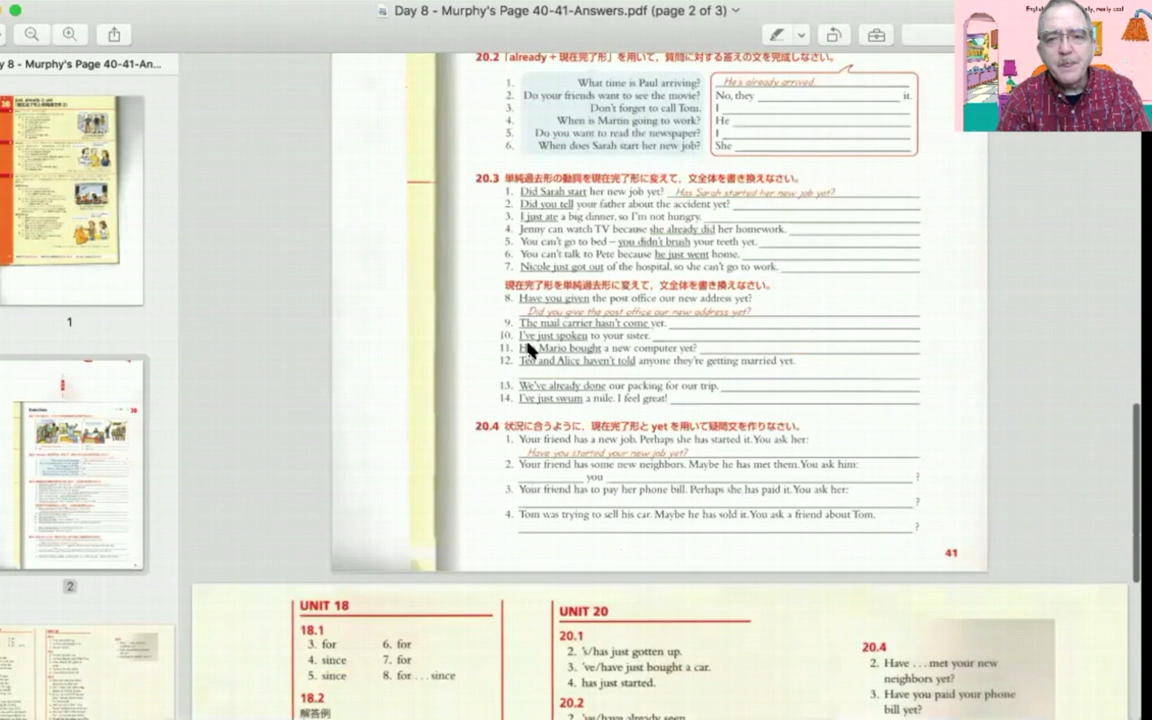 Day 8 - Murphy's Page 40-41-Answers.pdf (page 2 of 3)
y 8 - Murphy's Page 40-41-An...
1
2
20.2 「already + 現在完了形」を用いて、質問に対する答えの文を完成しなさい。
1. What time is Paul arriving? He's already arrived.
2. Do your friends want to see the movie? No, they it.
3. Don't forget to call Tom. I
4. When is Martin going to work? He
5. Do you want to read the newspaper? I
6. When does Sarah start her new job? She
20.3 単純過去形の動詞を現在完了形に変えて、文全体を書き換えなさい。
1. Did Sarah start her new job yet? Has Sarah started her new job yet?
2. Did you tell your father about the accident yet?
3. I just ate a big dinner, so I'm not hungry.
4. Jenny can watch TV because she already did her homework.
5. You can't go to bed – you didn't brush your teeth yet.
6. You can't talk to Pete because he just went home.
7. Nicole just got out of the hospital, so she can't go to work.
現在完了形を単純過去形に変えて、文全体を書き換えなさい。
8. Have you given the post office our new address yet?
Did you give the post office our new address yet?
9. The mail carrier hasn't come yet.
10. I've just spoken to your sister.
11. Mario bought a new computer yet?
12. Ted and Alice haven't told anyone they're getting married yet.
13. We've already done our packing for our trip.
14. I've just swum a mile. I feel great!
20.4 状況に合うように、現在完了形と yet を用いて疑問文を作りなさい。
1. Your friend has a new job. Perhaps she has started it. You ask her:
Have you started your new job yet?
2. Your friend has some new neighbors. Maybe he has met them. You ask him:
you ?
3. Your friend has to pay her phone bill. Perhaps she has paid it. You ask her:
?
4. Tom was trying to sell his car. Maybe he has sold it. You ask a friend about Tom.
?
41
UNIT 18
18.1
3. for 6. for
4. since 7. for
5. since 8. for . . . since
18.2
解答例
UNIT 20
20.1
2. 's/has just gotten up.
3. 've/have just bought a car.
4. has just started.
20.2
2. 've/have already seen
20.4
2. Have . . . met your new
neighbors yet?
3. Have you paid your phone
bill yet?